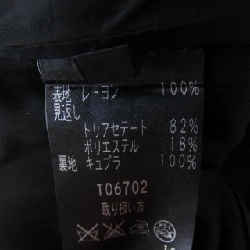 表地 レーヨン 100%
見返し
トリアセテート 82%
ポリエステル 18%
裏地 キュプラ 100%
T06702
取り扱い方